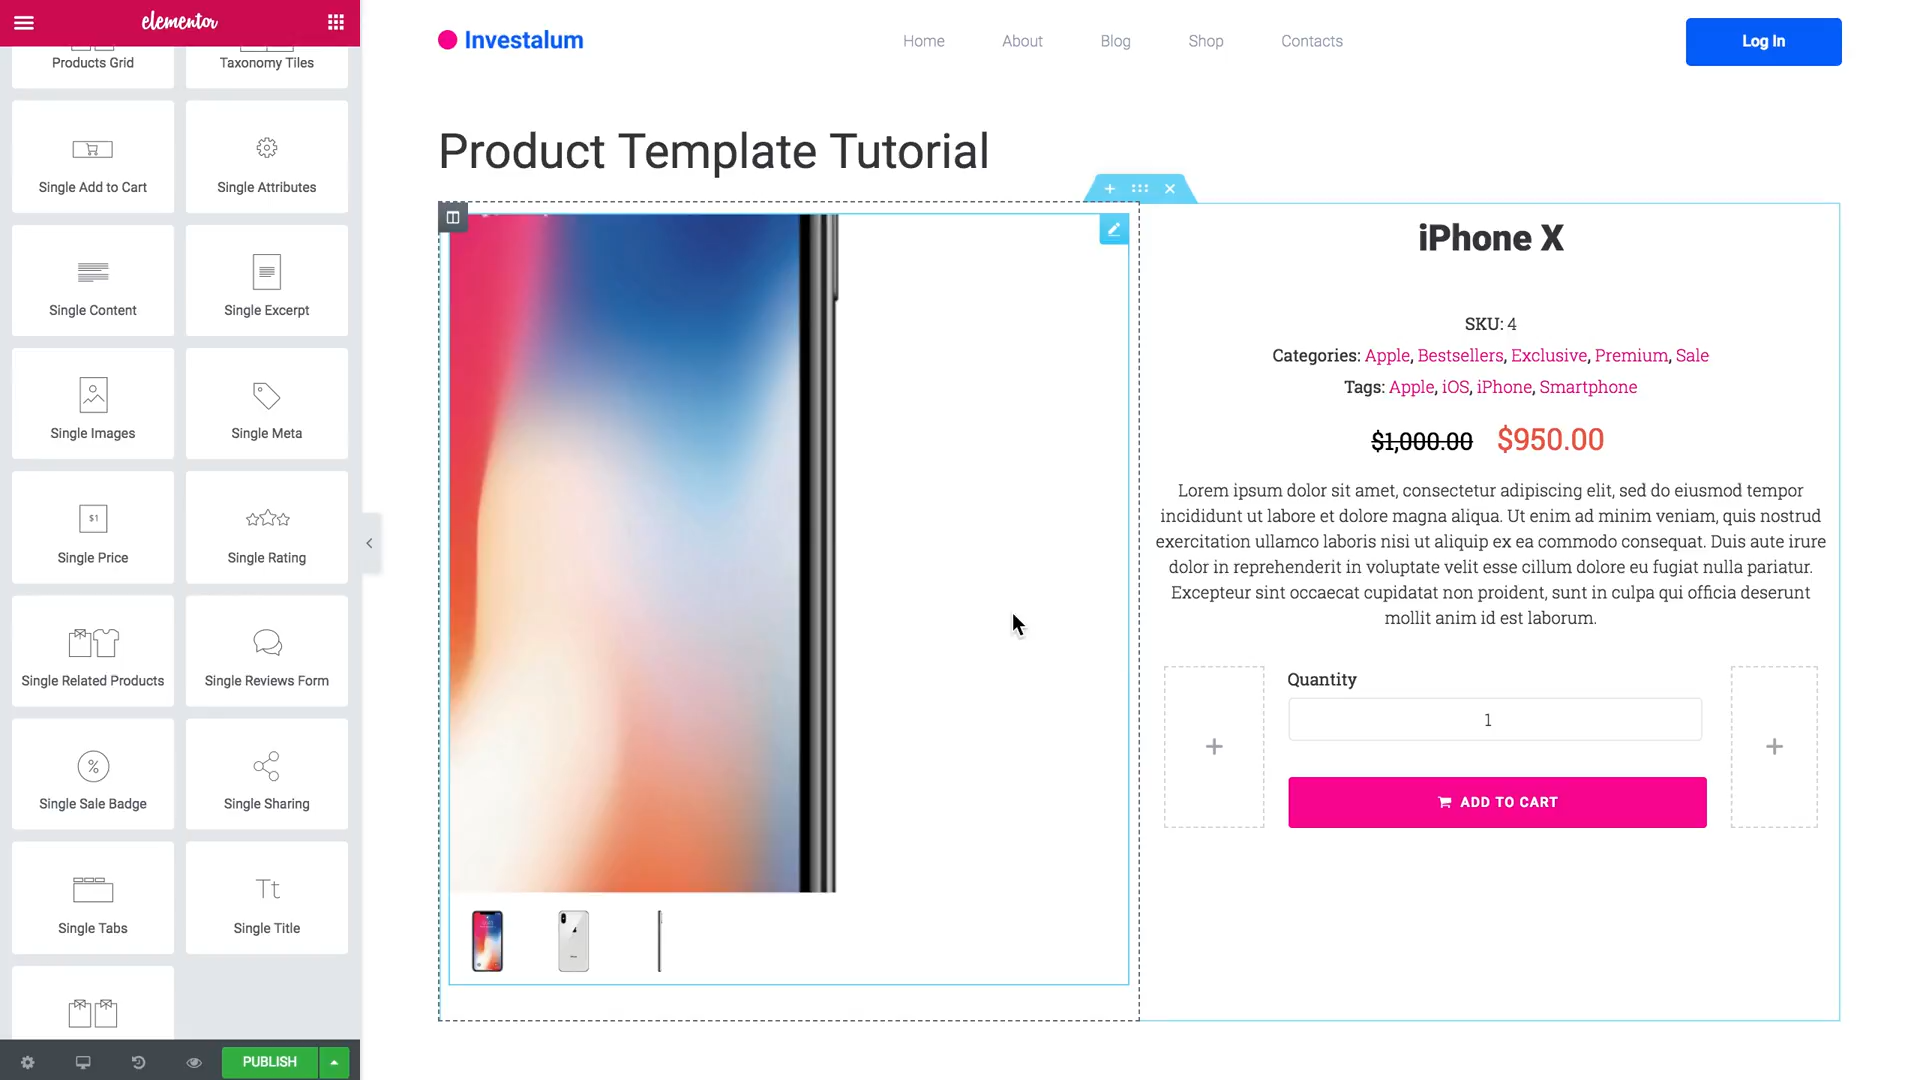 elementor
Products Grid
Taxonomy Tiles
Single Add to Cart
Single Attributes
Single Content
Single Excerpt
Single Images
Single Meta
$1
Single Price
Single Rating
Single Related Products
Single Reviews Form
%
Single Sale Badge
Single Sharing
Single Tabs
Tt
Single Title
PUBLISH
Investalum
Home
About
Blog
Shop
Contacts
Log In
Product Template Tutorial
iPhone X
SKU: 4
Categories: Apple, Bestsellers, Exclusive, Premium, Sale
Tags: Apple, iOS, iPhone, Smartphone
$1,000.00 $950.00
Lorem ipsum dolor sit amet, consectetur adipiscing elit, sed do eiusmod tempor
incididunt ut labore et dolore magna aliqua. Ut enim ad minim veniam, quis nostrud
exercitation ullamco laboris nisi ut aliquip ex ea commodo consequat. Duis aute irure
dolor in reprehenderit in voluptate velit esse cillum dolore eu fugiat nulla pariatur.
Excepteur sint occaecat cupidatat non proident, sunt in culpa qui officia deserunt
mollit anim id est laborum.
Quantity
1
ADD TO CART